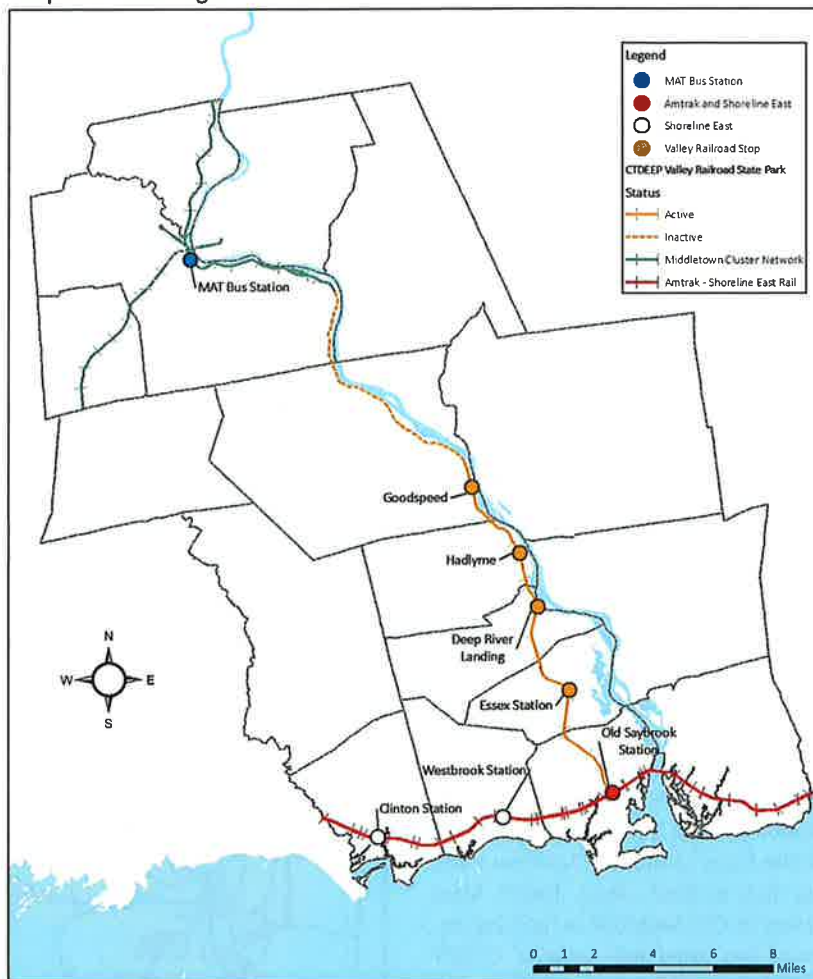 Legend
MAT Bus Station
Amtrak and Shoreline East
Shoreline East
Valley Railroad Stop
CTDEEP Valley Railroad State Park
Status
Active
Inactive
Middletown Cluster Network
Amtrak - Shoreline East Rail
MAT Bus Station
Goodspeed
Hadlyme
Deep River
Landing
N
W
E
S
Essex Station
Old Saybrook
Station
Westbrook Station
Clinton Station
0 1 2 4 6 8
Miles